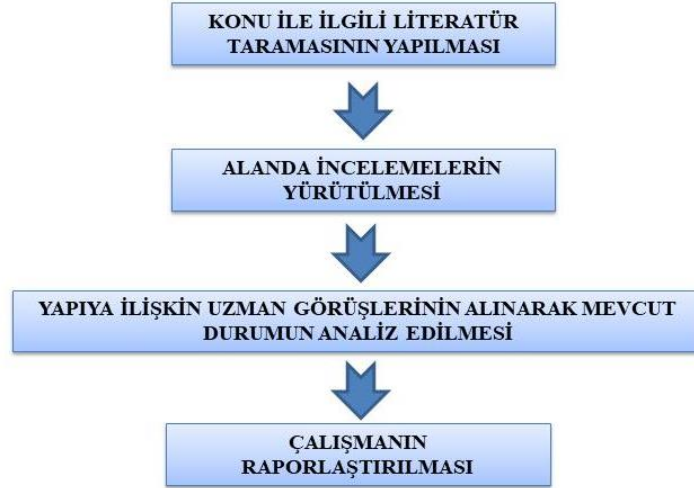 KONU İLE İLGİLİ LİTERATÜR
TARAMASININ YAPILMASI
ALANDA İNCELEMELERİN
YÜRÜTÜLMESİ
YAPIYA İLİŞKİN UZMAN GÖRÜŞLERİNİN ALINARAK MEVCUT
DURUMUN ANALİZ EDİLMESİ
ÇALIŞMANIN
RAPORLAŞTIRILMASI